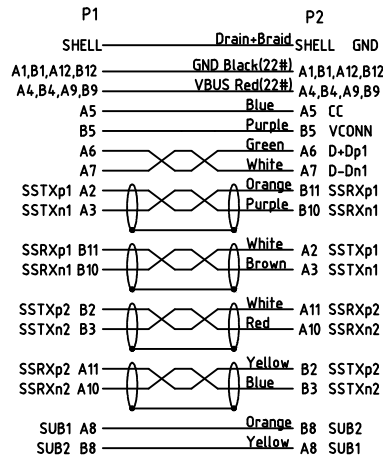 P1 P2
SHELL Drain+Braid SHELL GND
A1,B1,A12,B12 GND Black(22#) A1,B1,A12,B12
A4,B4,A9,B9 VBUS Red(22#) A4,B4,A9,B9
A5 Blue A5 CC
B5 Purple B5 VCONN
A6 Green A6 D+Dp1
A7 White A7 D-Dn1
SSTXp1 A2 Orange B11 SSRXp1
SSTXn1 A3 Purple B10 SSRXn1
SSRXp1 B11 White A2 SSTXp1
SSRXn1 B10 Brown A3 SSTXn1
SSTXp2 B2 White A11 SSRXp2
SSTXn2 B3 Red A10 SSRXn2
SSRXp2 A11 Yellow B2 SSTXp2
SSRXn2 A10 Blue B3 SSTXn2
SUB1 A8 Orange B8 SUB2
SUB2 B8 Yellow A8 SUB1